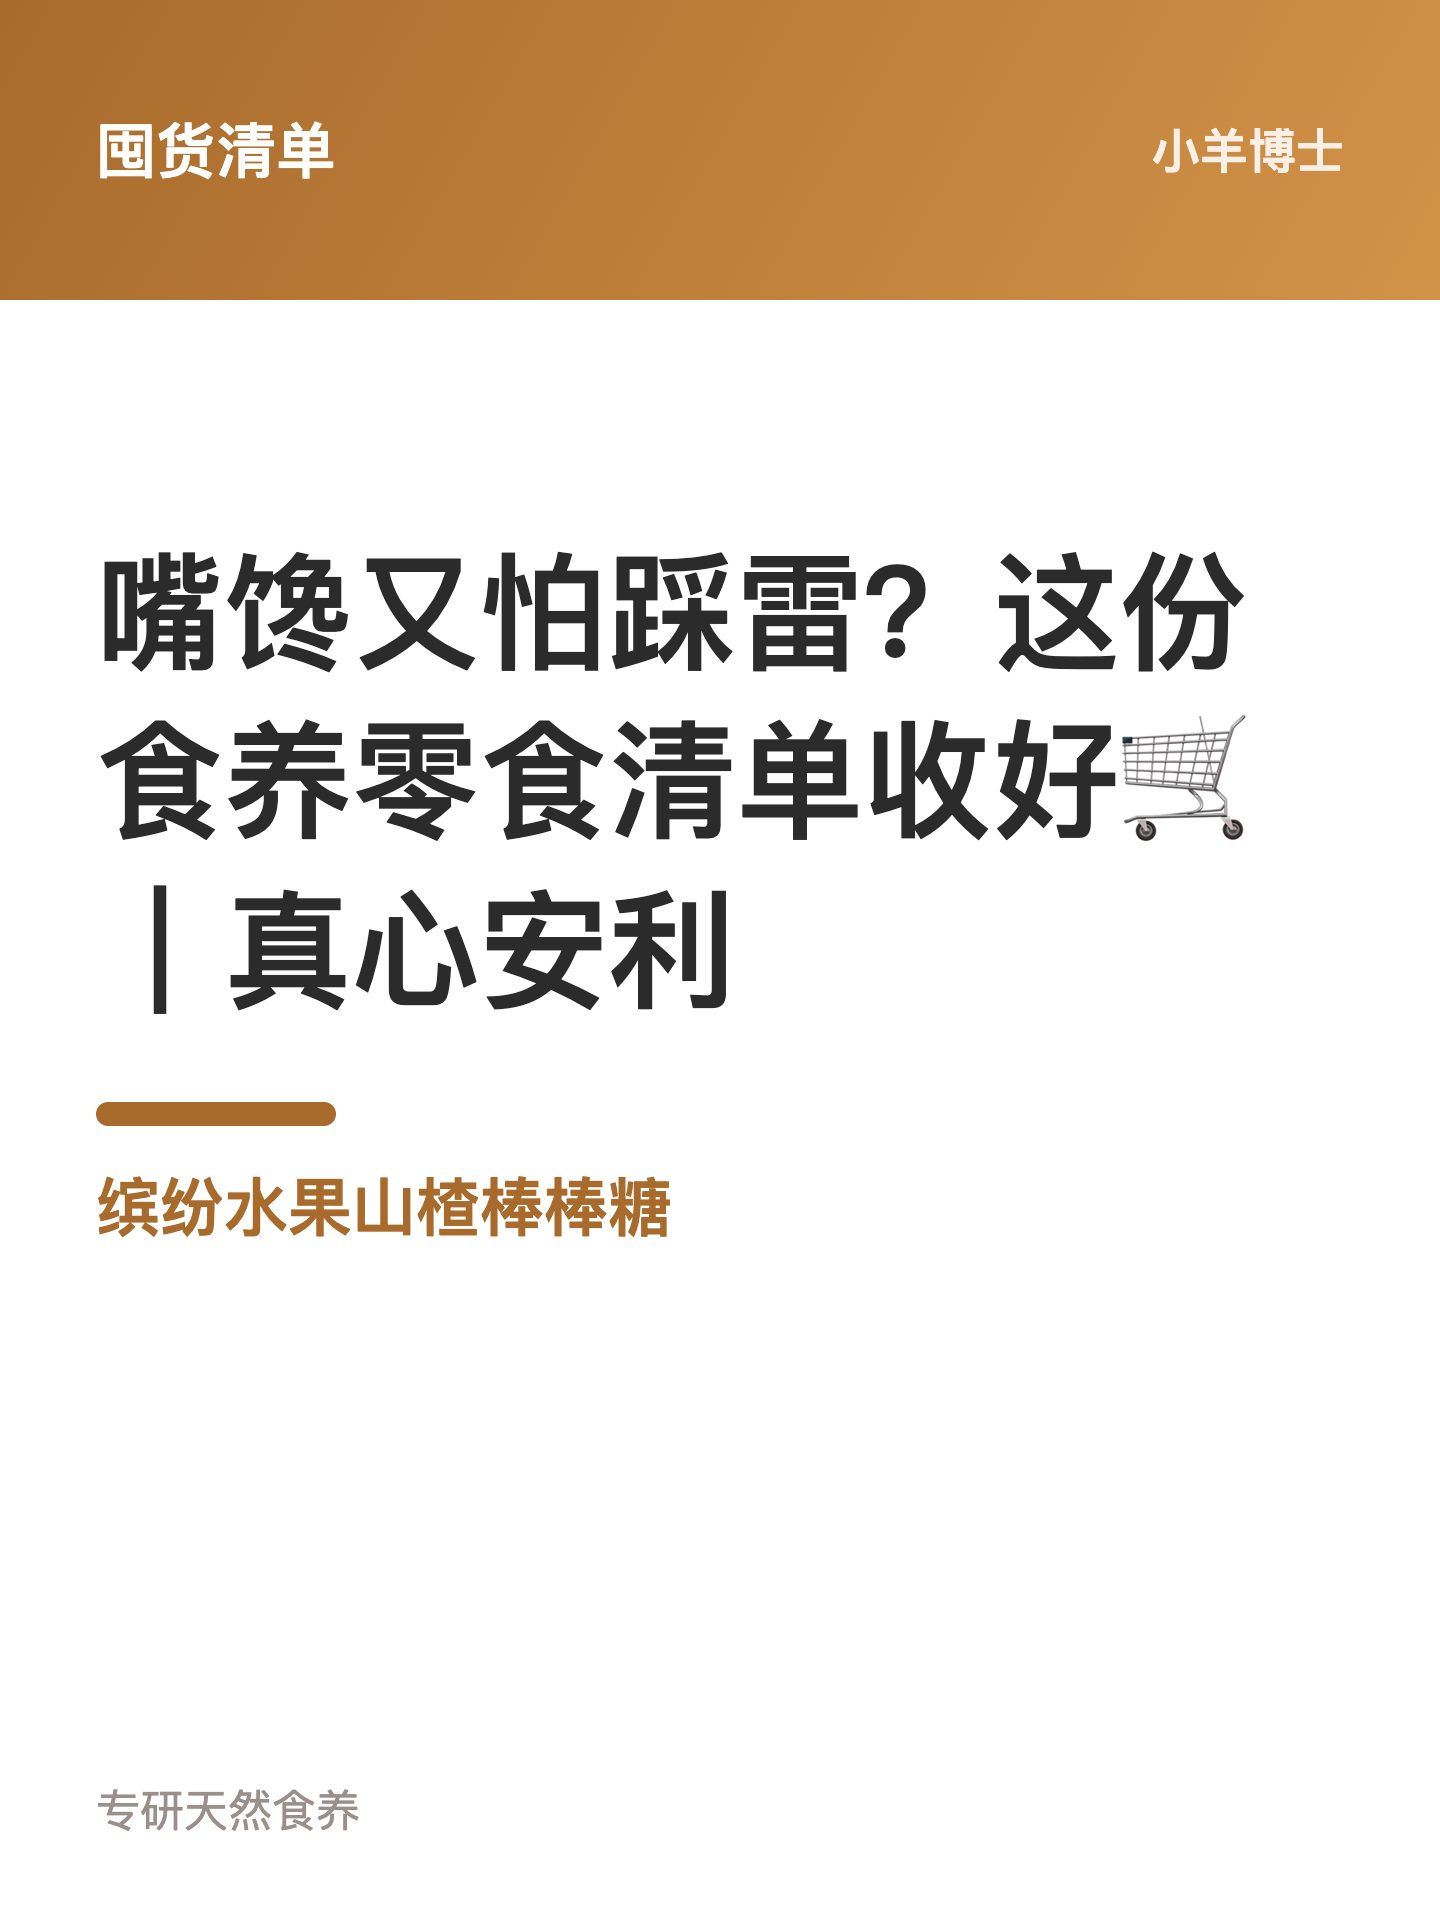 囤货清单
小羊博士
嘴馋又怕踩雷？这份
食养零食清单收好🛒
｜真心安利
缤纷水果山楂棒棒糖
专研天然食养